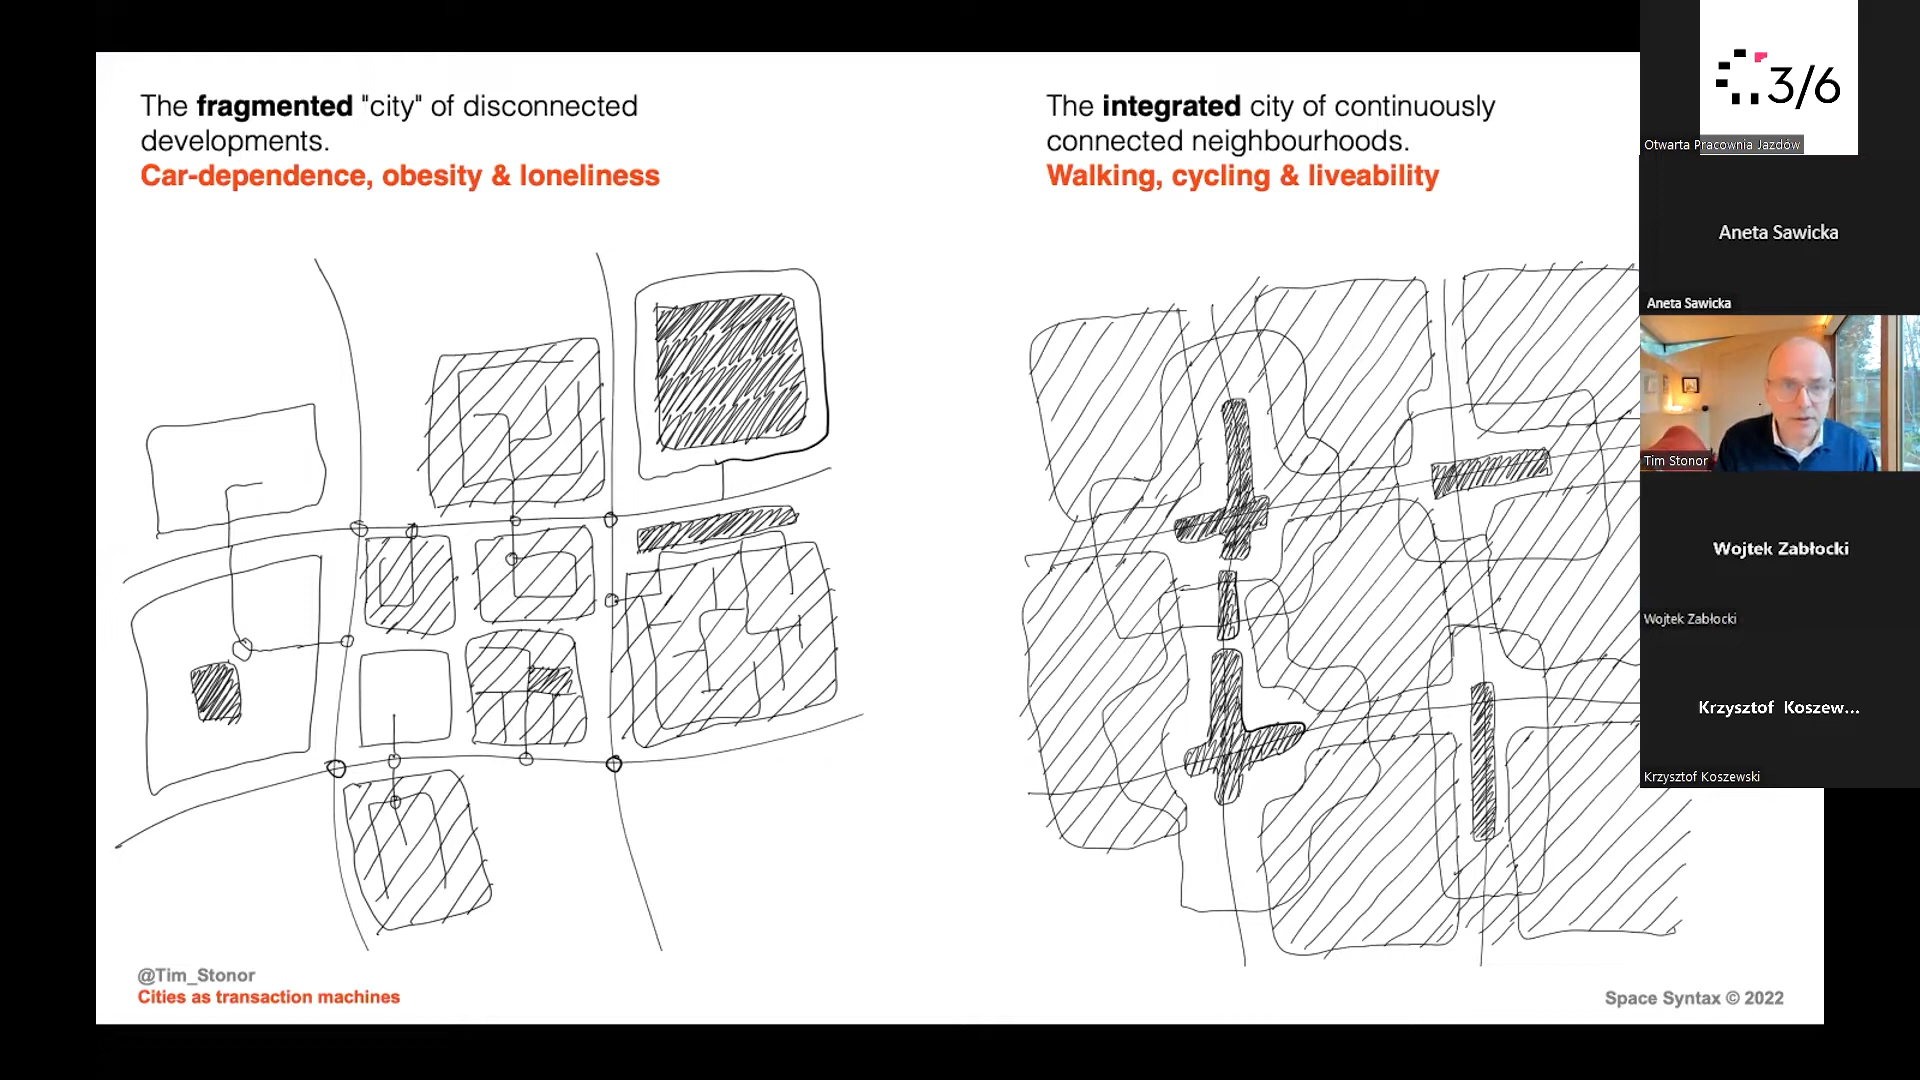 The fragmented "city" of disconnected
developments.
Car-dependence, obesity & loneliness
The integrated city of continuously
connected neighbourhoods.
Walking, cycling & liveability
@Tim_Stonor
Cities as transaction machines
Space Syntax © 2022
3/6
Otwarta Pracownia Jazdów
Aneta Sawicka
Aneta Sawicka
Tim Stonor
Wojtek Zabłocki
Wojtek Zabłocki
Krzysztof Koszew...
Krzysztof Koszewski